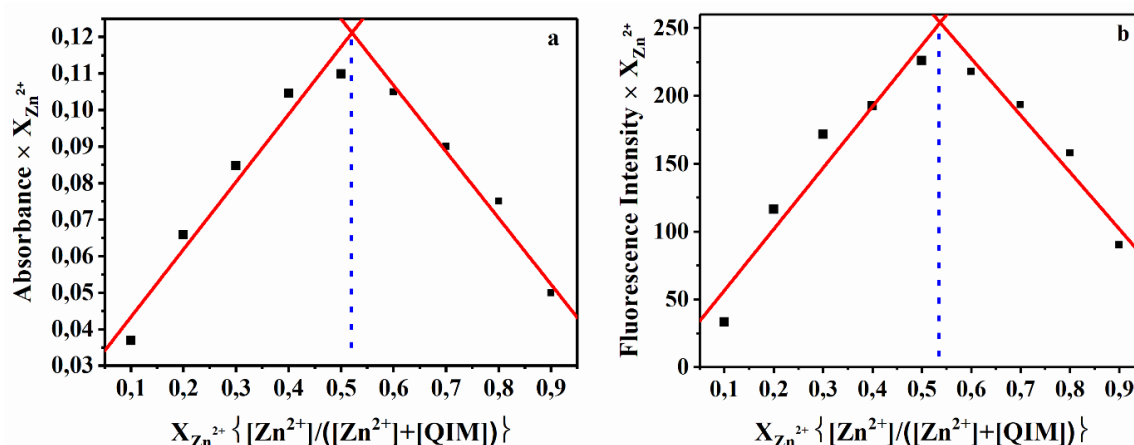 a
Absorbance × X_Zn²⁺
0,12
0,13
0,11
0,10
0,09
0,08
0,07
0,06
0,05
0,04
0,03
0,1 0,2 0,3 0,4 0,5 0,6 0,7 0,8 0,9
X_Zn²⁺ {[Zn²⁺]/([Zn²⁺]+[QIM])}
b
Fluorescence Intensity × X_Zn²⁺
250
200
150
100
50
0
0,1 0,2 0,3 0,4 0,5 0,6 0,7 0,8 0,9
X_Zn²⁺ {[Zn²⁺]/([Zn²⁺]+[QIM])}